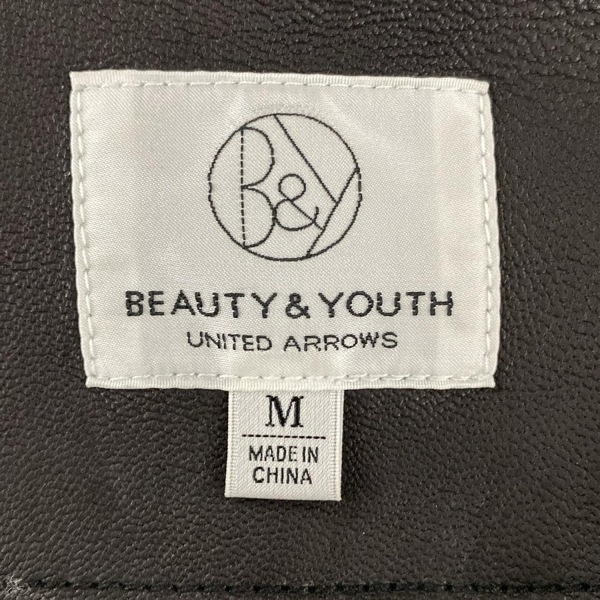 B&Y
BEAUTY & YOUTH
UNITED ARROWS
M
MADE IN
CHINA